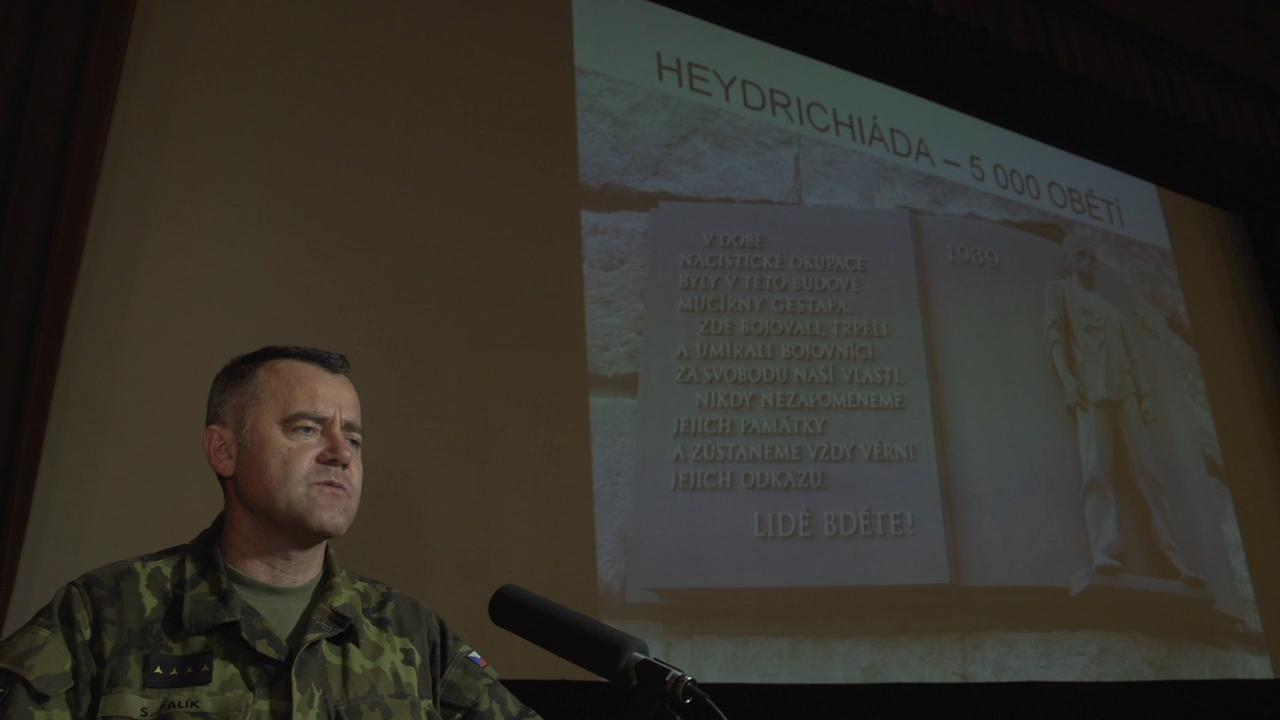 HEYDRICHIÁDA – 5 000 OBĚTÍ
V DOBĚ
NACISTICKÉ OKUPACE
BYLY V TÉTO BUDOVĚ
MUČÍRNY GESTAPA.
ZDE BOJOVALI, TRPĚLI
A UMÍRALI BOJOVNÍCI
ZA SVOBODU NAŠÍ VLASTI.
NIKDY NEZAPOMENEME
JEJICH PAMÁTKY
A ZŮSTANEME VŽDY VĚRNI
JEJICH ODKAZU.
LIDÉ BDĚTE!
1939